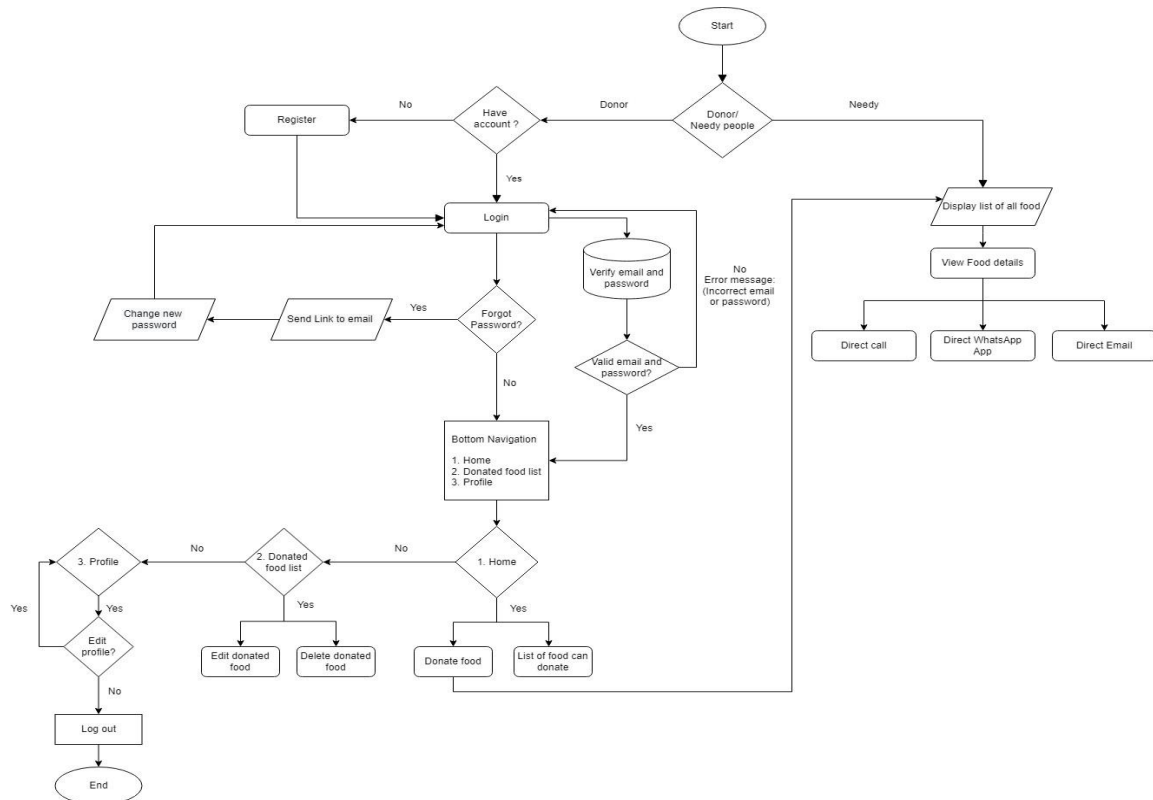 Start
Donor/
Needy people
Donor
Needy
Have
account ?
No
Register
Yes
Login
Display list of all food
View Food details
Direct call
Direct WhatsApp
App
Direct Email
Verify email and
password
No
Error message:
(Incorrect email
or password)
Valid email and
password?
Yes
Forgot
Password?
Yes
Send Link to email
Change new
password
No
Bottom Navigation
1. Home
2. Donated food list
3. Profile
1. Home
No
2. Donated
food list
No
3. Profile
Yes
Donate food
List of food can
donate
Yes
Edit donated
food
Delete donated
food
Yes
Yes
Edit
profile?
No
Log out
End